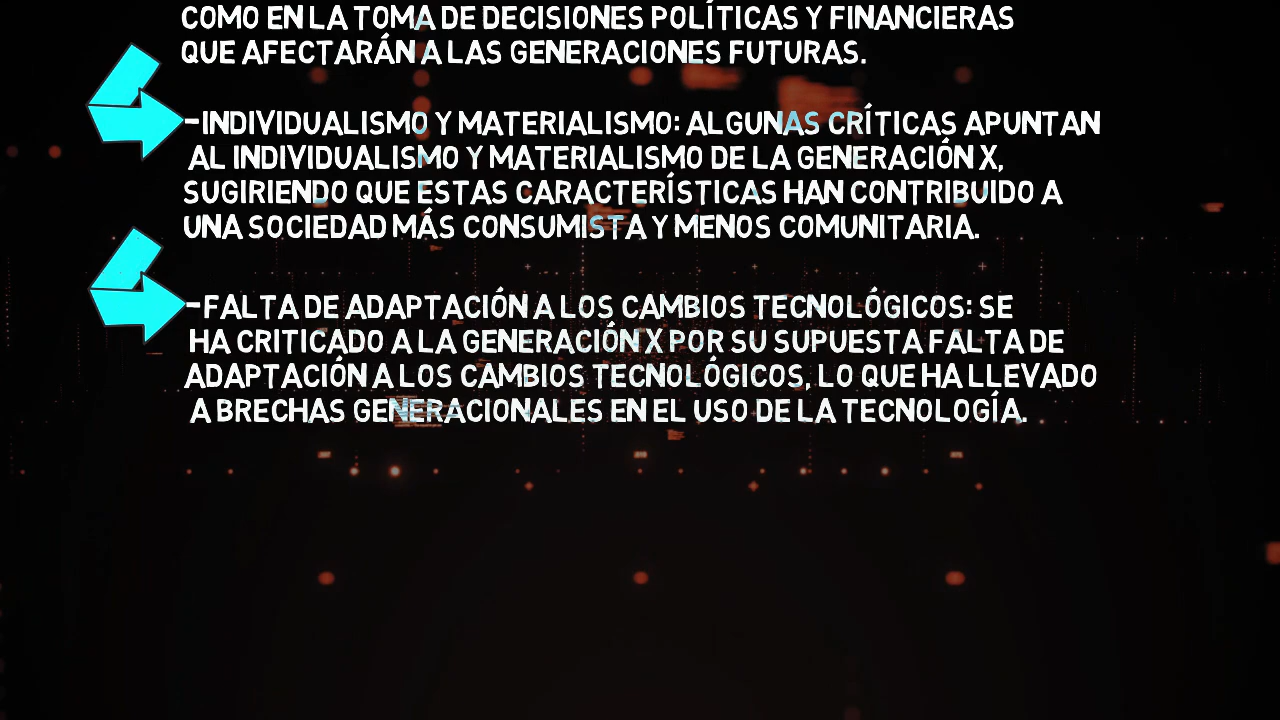 COMO EN LA TOMA DE DECISIONES POLÍTICAS Y FINANCIERAS
QUE AFECTARÁN A LAS GENERACIONES FUTURAS.
-INDIVIDUALISMO Y MATERIALISMO: ALGUNAS CRÍTICAS APUNTAN
AL INDIVIDUALISMO Y MATERIALISMO DE LA GENERACIÓN X,
SUGIRIENDO QUE ESTAS CARACTERÍSTICAS HAN CONTRIBUIDO A
UNA SOCIEDAD MÁS CONSUMISTA Y MENOS COMUNITARIA.
-FALTA DE ADAPTACIÓN A LOS CAMBIOS TECNOLÓGICOS: SE
HA CRITICADO A LA GENERACIÓN X POR SU SUPUESTA FALTA DE
ADAPTACIÓN A LOS CAMBIOS TECNOLÓGICOS, LO QUE HA LLEVADO
A BRECHAS GENERACIONALES EN EL USO DE LA TECNOLOGÍA.